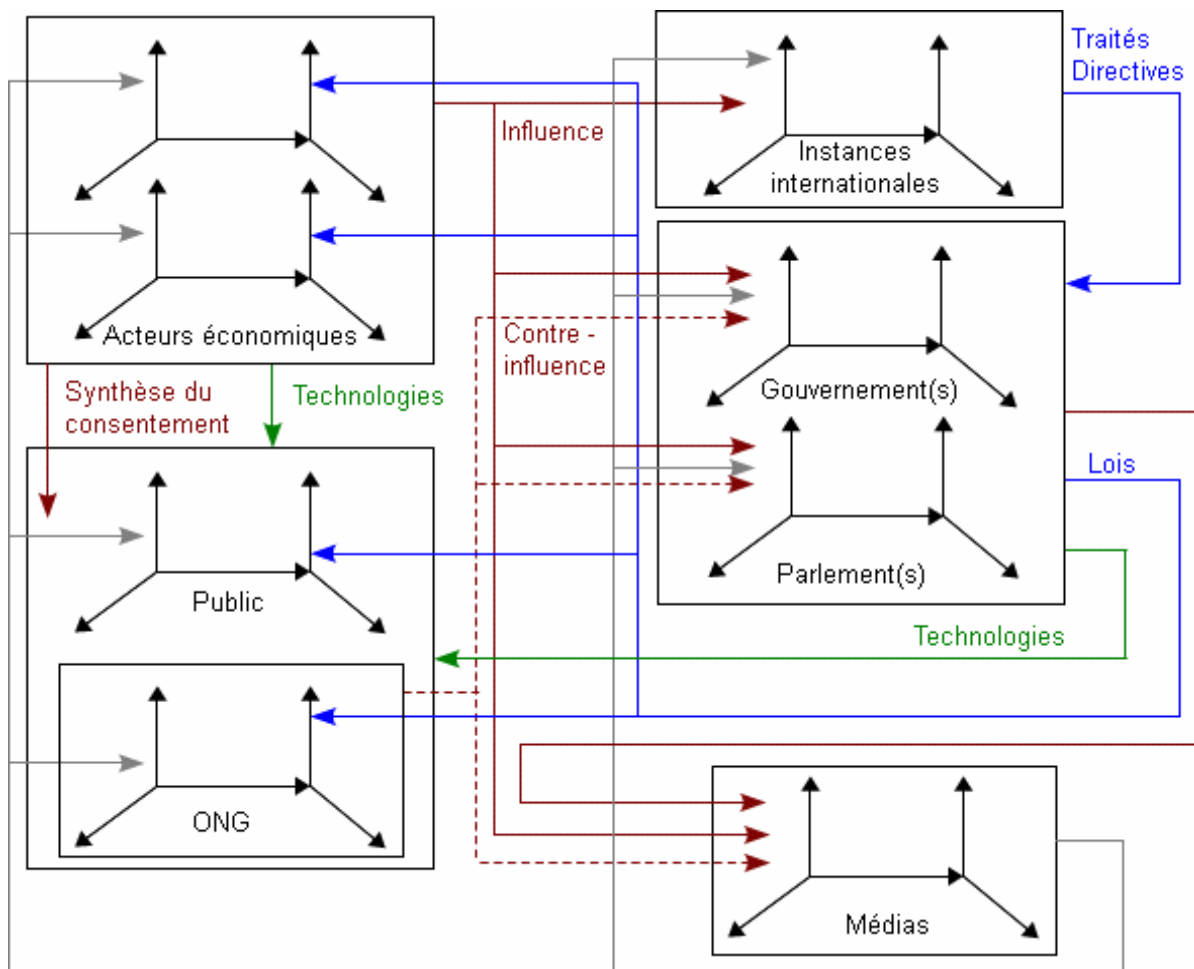 Traités
Directives
Influence
Instances
internationales
Acteurs économiques
Contre -
influence
Gouvernement(s)
Synthèse du
consentement
Technologies
Lois
Parlement(s)
Public
Technologies
ONG
Médias